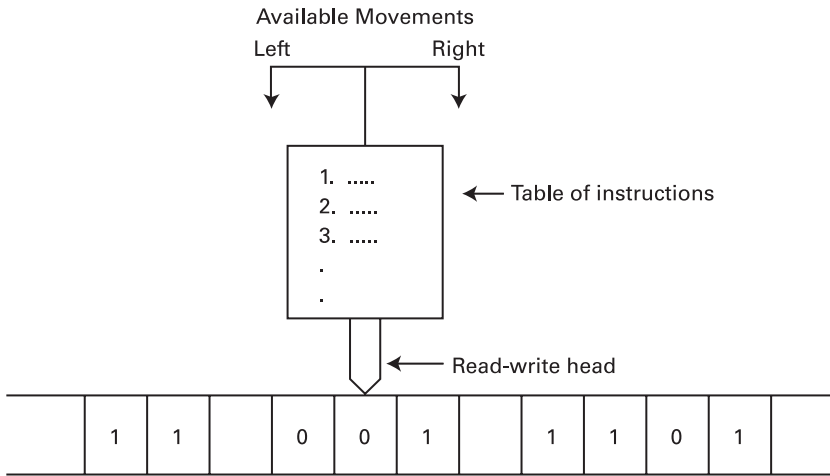 Available Movements
Left Right
1. .....
2. ..... Table of instructions
3. .....
.
.
Read-write head
1 1 0 0 1 1 1 0 1